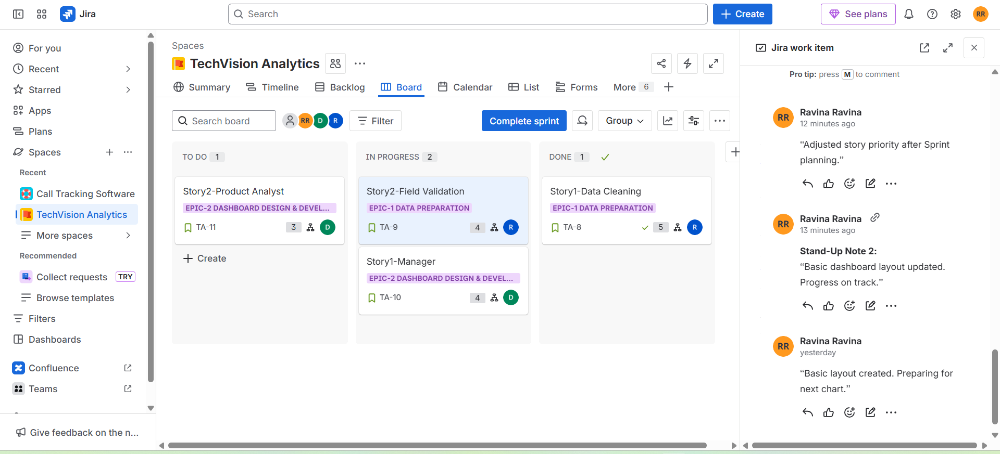 Jira
Search
Create
See plans
RR
For you
Recent
Starred
Apps
Plans
Spaces
Recent
Call Tracking Software
TechVision Analytics
More spaces
Recommended
Collect requests TRY
Browse templates
Filters
Dashboards
Confluence
Teams
Give feedback on the n...
Spaces
TechVision Analytics
Summary Timeline Backlog Board Calendar List Forms More 6
Search board
RR D R
Filter
Complete sprint
Group
TO DO 1
Story2-Product Analyst
EPIC-2 DASHBOARD DESIGN & DEVEL...
TA-11 3 D
Create
IN PROGRESS 2
Story2-Field Validation
EPIC-1 DATA PREPARATION
TA-9 4 R
Story1-Manager
EPIC-2 DASHBOARD DESIGN & DEVEL...
TA-10 4 D
DONE 1
Story1-Data Cleaning
EPIC-1 DATA PREPARATION
TA-8 5 R
Jira work item
Pro tip: press M to comment
RR Ravina Ravina
12 minutes ago
“Adjusted story priority after Sprint
planning.”
RR Ravina Ravina
13 minutes ago
Stand-Up Note 2:
“Basic dashboard layout updated.
Progress on track.”
RR Ravina Ravina
yesterday
“Basic layout created. Preparing for
next chart.”